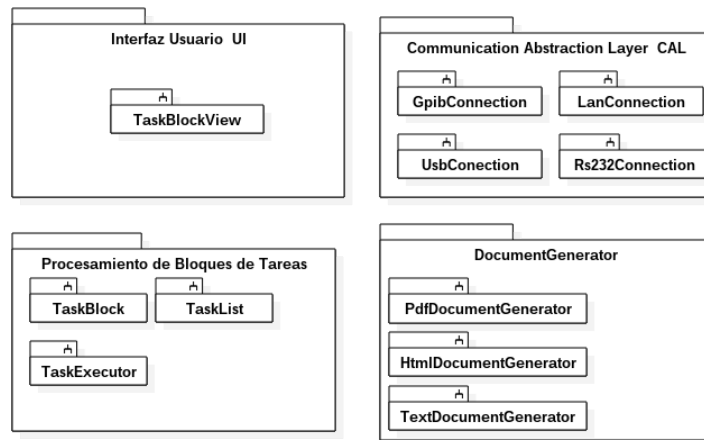 Interfaz Usuario UI
TaskBlockView
Communication Abstraction Layer CAL
GpibConnection
LanConnection
UsbConection
Rs232Connection
Procesamiento de Bloques de Tareas
TaskBlock
TaskList
TaskExecutor
DocumentGenerator
PdfDocumentGenerator
HtmlDocumentGenerator
TextDocumentGenerator